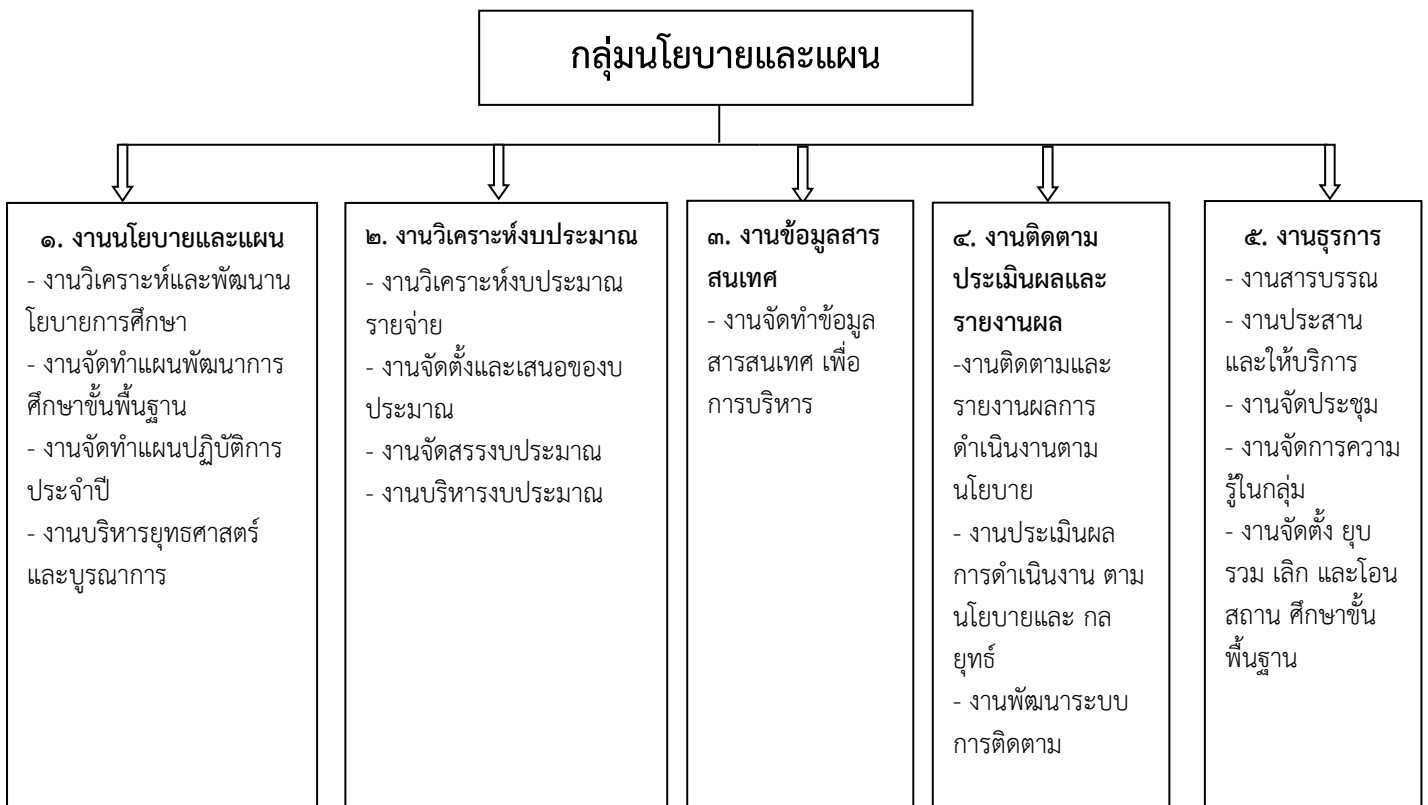 กลุ่มนโยบายและแผน
๑. งานนโยบายและแผน
- งานวิเคราะห์และพัฒนาน
โยบายการศึกษา
- งานจัดทำแผนพัฒนาการ
ศึกษาขั้นพื้นฐาน
- งานจัดทำแผนปฏิบัติการ
ประจำปี
- งานบริหารยุทธศาสตร์
และบูรณาการ
๒. งานวิเคราะห์งบประมาณ
- งานวิเคราะห์งบประมาณ
รายจ่าย
- งานจัดตั้งและเสนอของบ
ประมาณ
- งานจัดสรรงบประมาณ
- งานบริหารงบประมาณ
๓. งานข้อมูลสาร
สนเทศ
- งานจัดทำข้อมูล
สารสนเทศ เพื่อ
การบริหาร
๔. งานติดตาม
ประเมินผลและ
รายงานผล
-งานติดตามและ
รายงานผลการ
ดำเนินงานตาม
นโยบาย
- งานประเมินผล
การดำเนินงาน ตาม
นโยบายและ กล
ยุทธ์
- งานพัฒนาระบบ
การติดตาม
๕. งานธุรการ
- งานสารบรรณ
- งานประสาน
และให้บริการ
- งานจัดประชุม
- งานจัดการความ
รู้ในกลุ่ม
- งานจัดตั้ง ยุบ
รวม เลิก และโอน
สถาน ศึกษาขั้น
พื้นฐาน